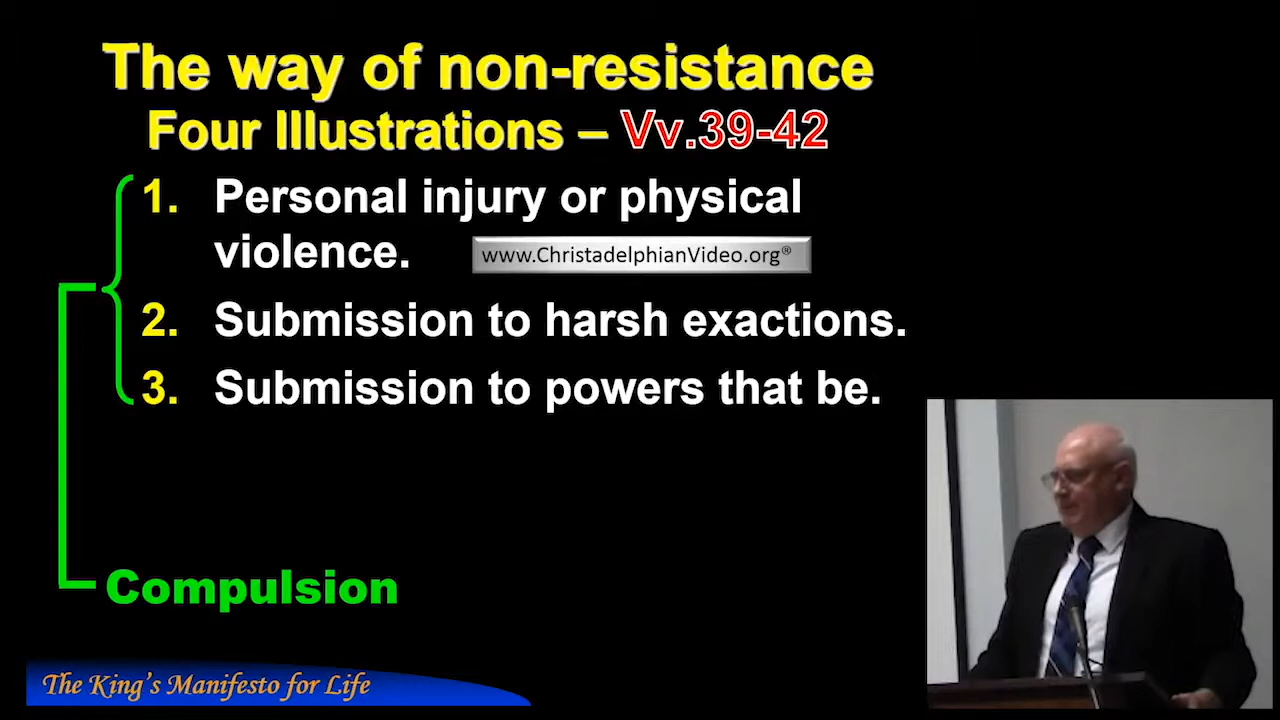 The way of non-resistance
Four Illustrations – Vv.39-42
1. Personal injury or physical
violence.
www.ChristadelphianVideo.org®
2. Submission to harsh exactions.
3. Submission to powers that be.
Compulsion
The King's Manifesto for Life